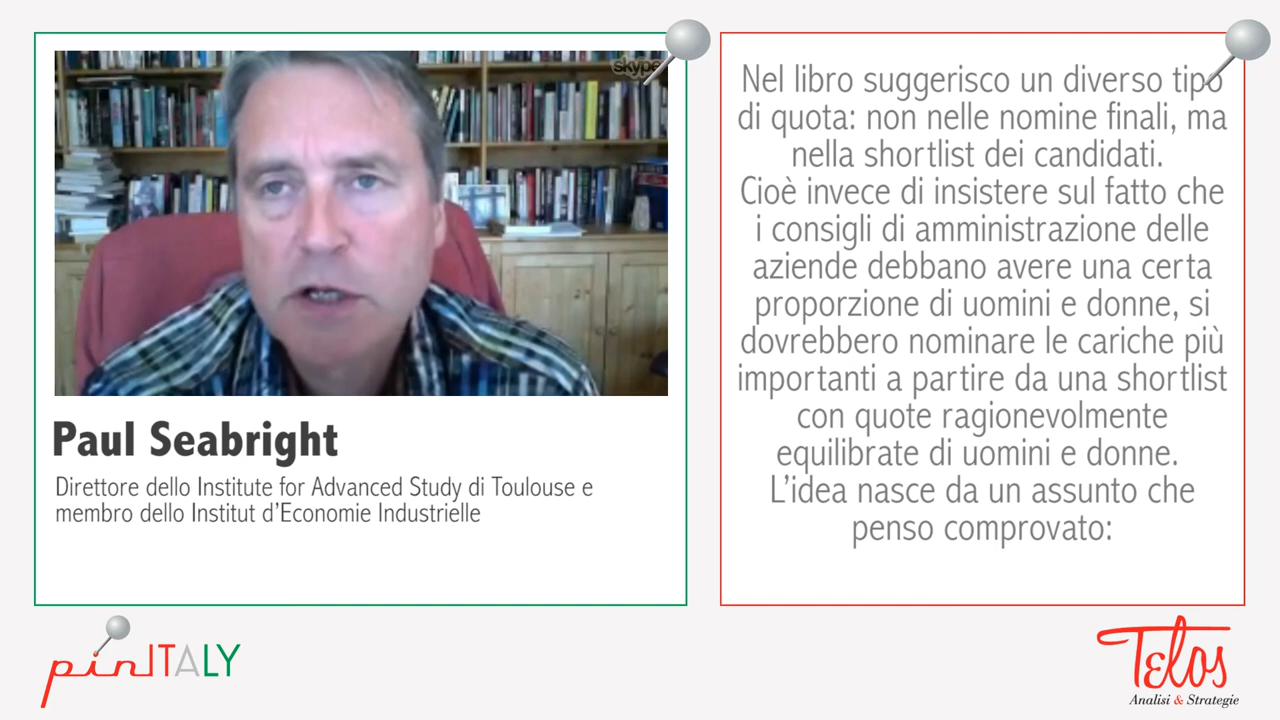 skype
Paul Seabright
Direttore dello Institute for Advanced Study di Toulouse e
membro dello Institut d'Economie Industrielle
Nel libro suggerisco un diverso tipo
di quota: non nelle nomine finali, ma
nella shortlist dei candidati.
Cioè invece di insistere sul fatto che
i consigli di amministrazione delle
aziende debbano avere una certa
proporzione di uomini e donne, si
dovrebbero nominare le cariche più
importanti a partire da una shortlist
con quote ragionevolmente
equilibrate di uomini e donne.
L'idea nasce da un assunto che
penso comprovato:
pinITALY
Telos
Analisi & Strategie